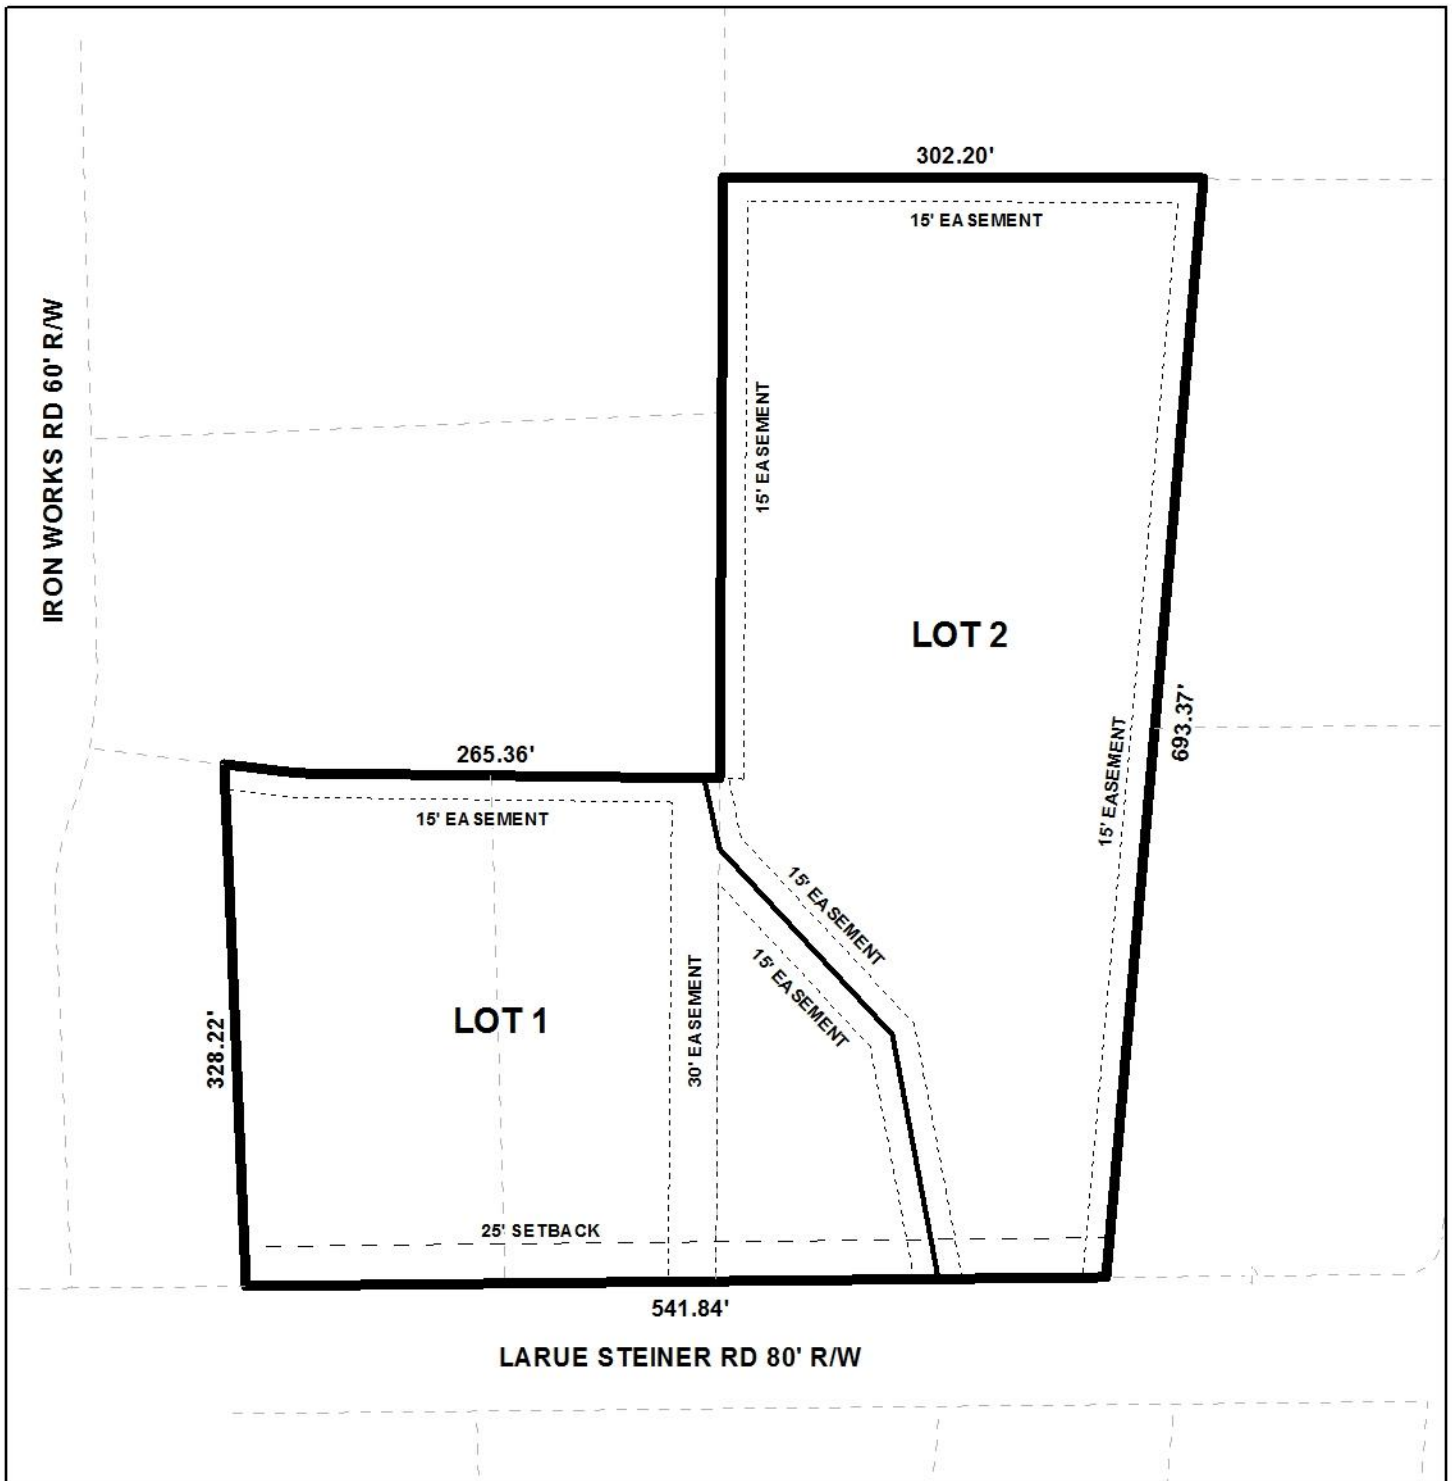 302.20'
15' EASEMENT
IRON WORKS RD 60' R/W
15' EASEMENT
LOT 2
693.37'
15' EASEMENT
265.36'
15' EASEMENT
15' EASEMENT
15' EASEMENT
30' EASEMENT
LOT 1
328.22'
25' SETBACK
541.84'
LARUE STEINER RD 80' R/W